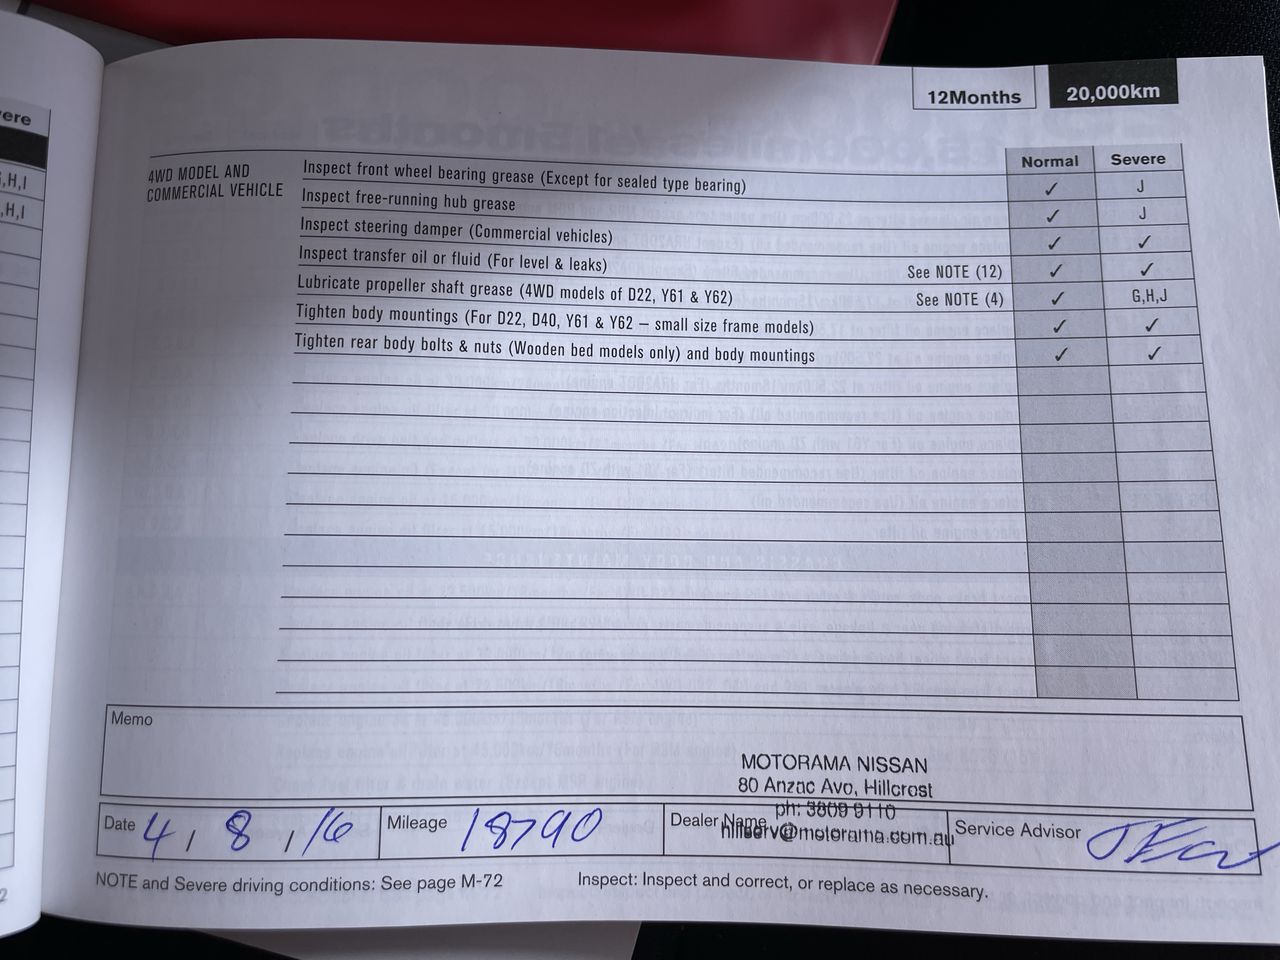 ere
,H,I
,H,I
12Months 20,000km
Normal Severe
4WD MODEL AND
COMMERCIAL VEHICLE
Inspect front wheel bearing grease (Except for sealed type bearing) ✓ J
Inspect free-running hub grease ✓ J
Inspect steering damper (Commercial vehicles) ✓ ✓
Inspect transfer oil or fluid (For level & leaks) See NOTE (12) ✓ ✓
Lubricate propeller shaft grease (4WD models of D22, Y61 & Y62) See NOTE (4) ✓ G,H,J
Tighten body mountings (For D22, D40, Y61 & Y62 – small size frame models) ✓ ✓
Tighten rear body bolts & nuts (Wooden bed models only) and body mountings ✓ ✓
Memo
MOTORAMA NISSAN
80 Anzac Ave, Hillcrest
ph: 3809 9110
hillserv@motorama.com.au
Date 4 / 8 / 16 Mileage 18790 Dealer Name Service Advisor
NOTE and Severe driving conditions: See page M-72 Inspect: Inspect and correct, or replace as necessary.
2